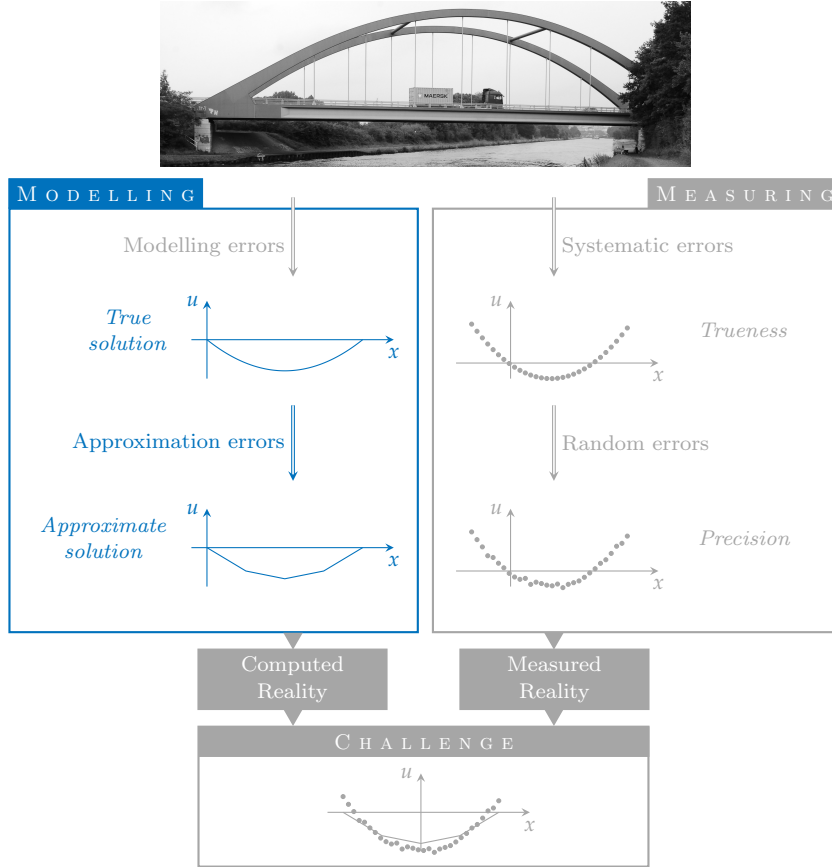 MAERSK
MODELLING
MEASURING
Modelling errors
Systematic errors
u
x
True
solution
u
x
Trueness
Approximation errors
Random errors
u
x
Approximate
solution
u
x
Precision
Computed
Reality
Measured
Reality
CHALLENGE
u
x